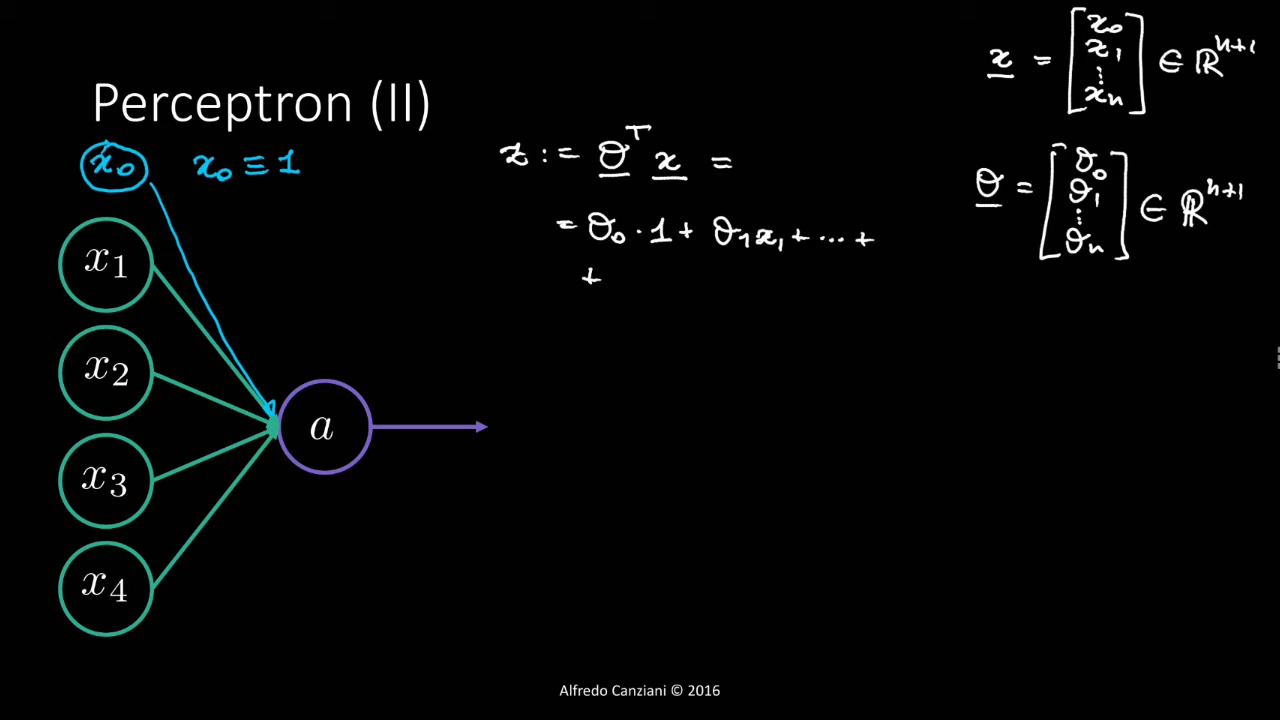 Perceptron (II)
x₀ x₀ ≡ 1
x₁
x₂
x₃
x₄
a
z := θᵀ x =
= θ₀ · 1 + θ₁x₁ + ... +
+
x = [x₀ x₁ ⋮ xₙ] ∈ ℝⁿ⁺¹
θ = [θ₀ θ₁ ⋮ θₙ] ∈ ℝⁿ⁺¹
Alfredo Canziani © 2016